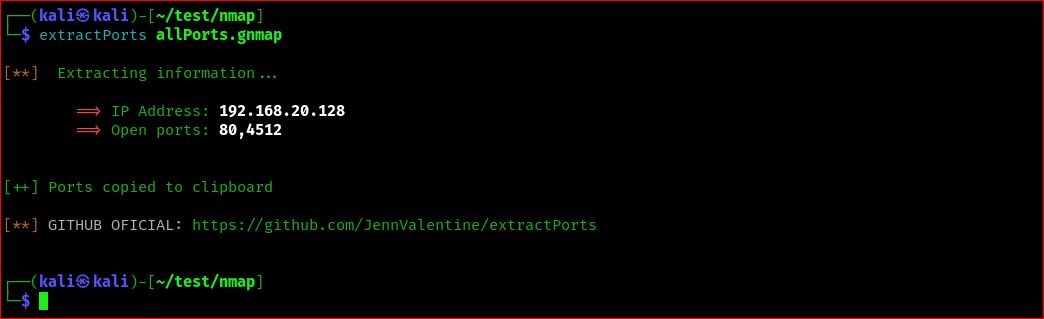 ┌──(kali㉿kali)-[~/test/nmap]
└─$ extractPorts allPorts.gnmap
[**]  Extracting information...
==> IP Address: 192.168.20.128
==> Open ports: 80,4512
[++] Ports copied to clipboard
[**] GITHUB OFICIAL: https://github.com/JennValentine/extractPorts
┌──(kali㉿kali)-[~/test/nmap]
└─$